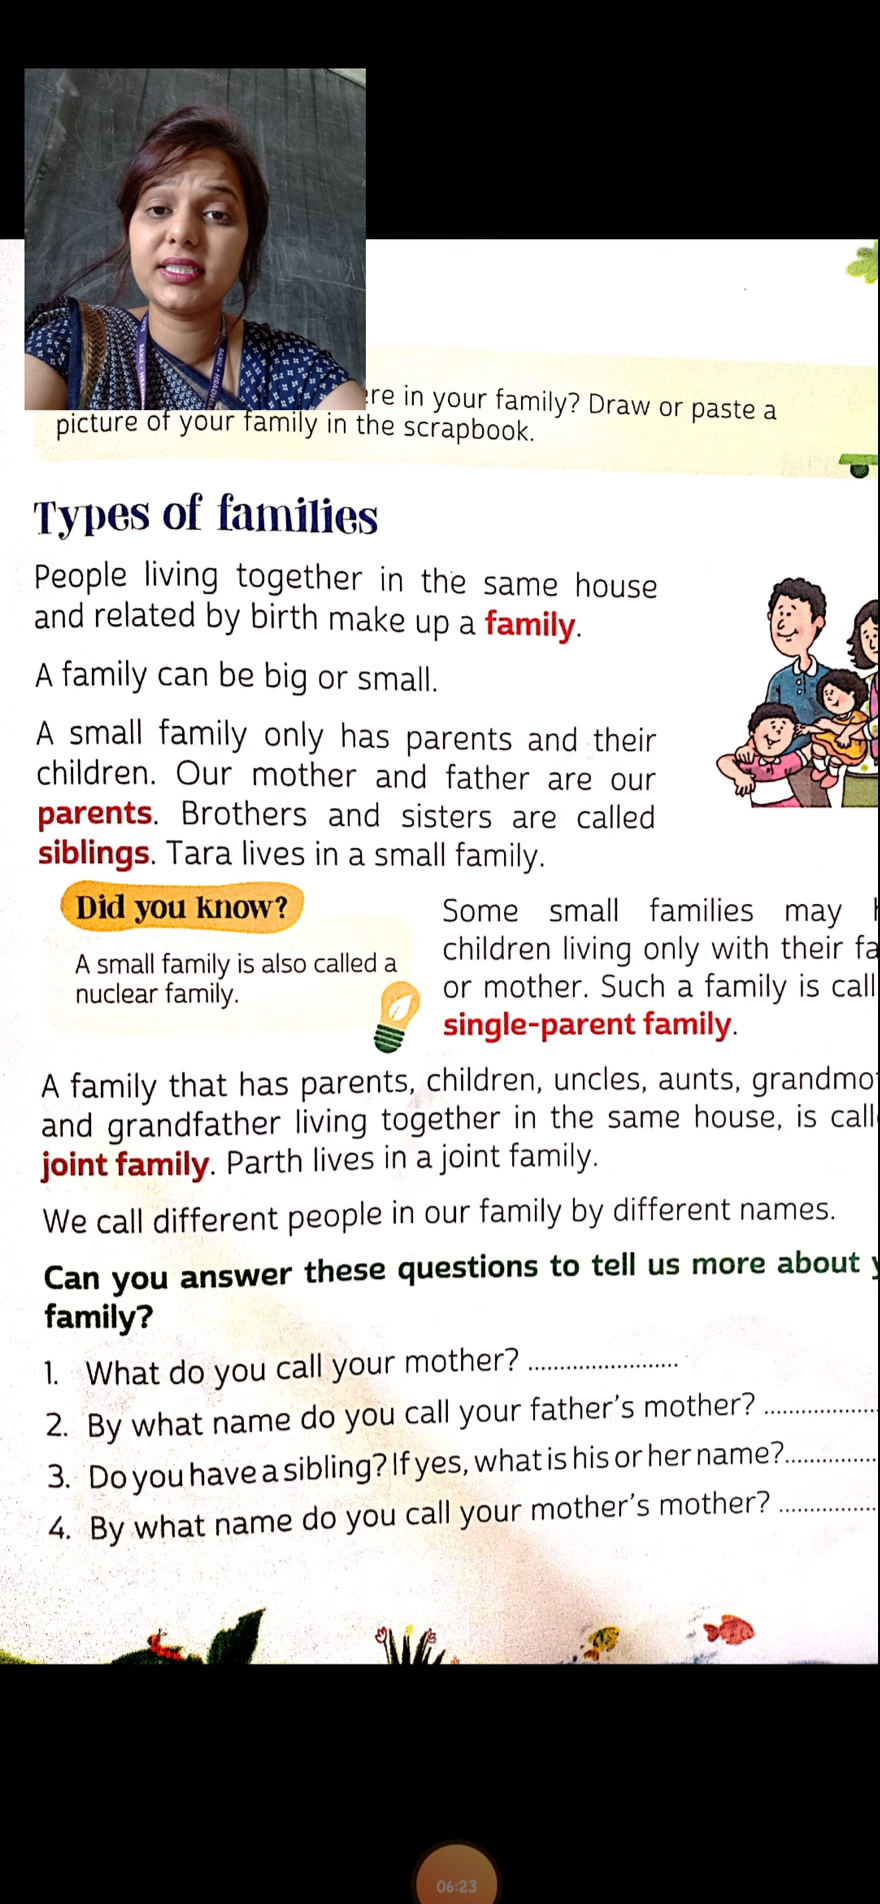 re in your family? Draw or paste a
picture of your family in the scrapbook.
Types of families
People living together in the same house
and related by birth make up a family.
A family can be big or small.
A small family only has parents and their
children. Our mother and father are our
parents. Brothers and sisters are called
siblings. Tara lives in a small family.
Did you know?
A small family is also called a
nuclear family.
Some small families may
children living only with their fa
or mother. Such a family is call
single-parent family.
A family that has parents, children, uncles, aunts, grandmo
and grandfather living together in the same house, is call
joint family. Parth lives in a joint family.
We call different people in our family by different names.
Can you answer these questions to tell us more about y
family?
1. What do you call your mother? ........................
2. By what name do you call your father's mother? ..................
3. Do you have a sibling? If yes, what is his or her name?...............
4. By what name do you call your mother's mother? ................
06:23